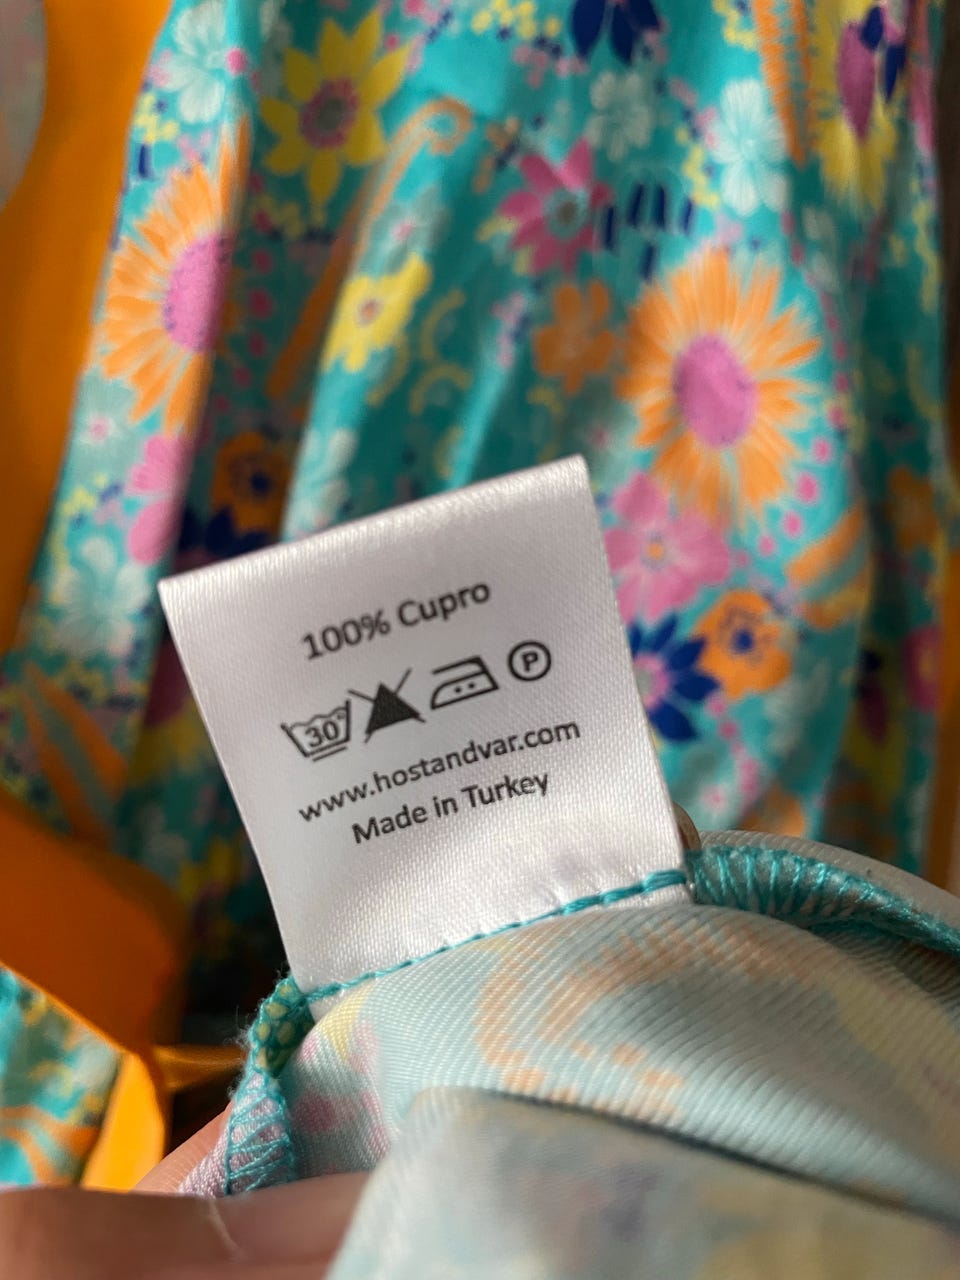 100% Cupro
30°
P
www.hostandvar.com
Made in Turkey